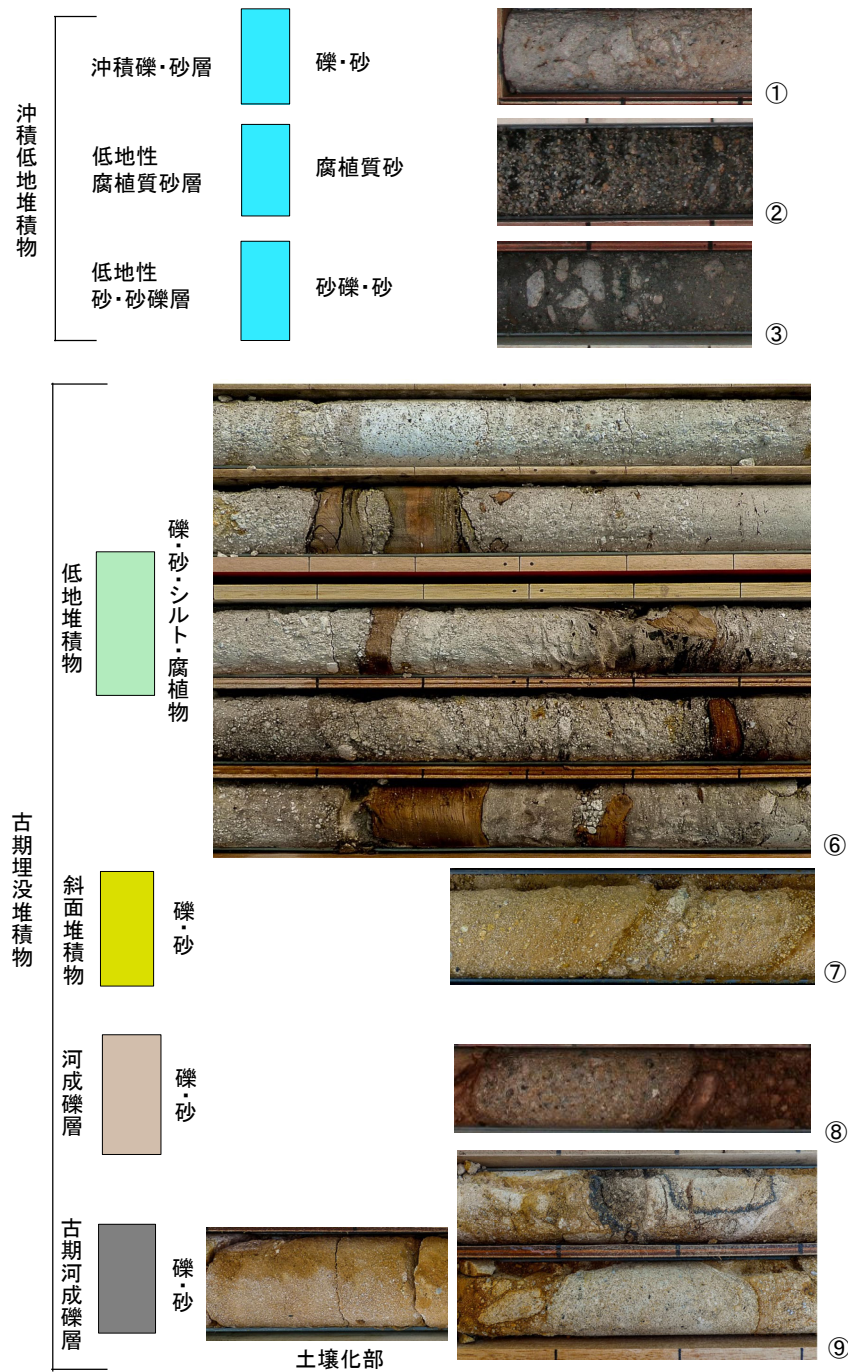 沖積低地堆積物
沖積礫・砂層
礫・砂
①
低地性
腐植質砂層
腐植質砂
②
低地性
砂・砂礫層
砂礫・砂
③
古期埋没堆積物
低地堆積物
礫・砂・シルト・腐植物
⑥
斜面堆積物
礫・砂
⑦
河成礫層
礫・砂
⑧
古期河成礫層
礫・砂
土壌化部
⑨